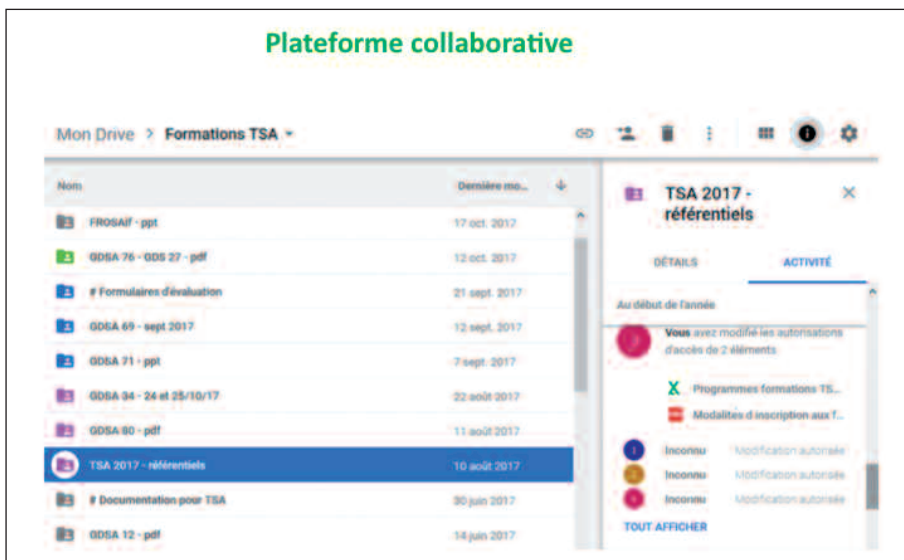 Plateforme collaborative
Mon Drive > Formations TSA
Nom Dernière mo...
FROSAif - ppt 17 oct. 2017
GDSA 76 - GDS 27 - pdf 12 oct. 2017
# Formulaires d'évaluation 21 sept. 2017
GDSA 69 - sept 2017 12 sept. 2017
GDSA 71 - ppt 7 sept. 2017
GDSA 34 - 24 et 25/10/17 22 août 2017
GDSA 80 - pdf 11 août 2017
TSA 2017 - référentiels 10 août 2017
# Documentation pour TSA 30 juin 2017
GDSA 12 - pdf 14 juin 2017
TSA 2017 -
référentiels
DÉTAILS ACTIVITÉ
Au début de l'année
Vous avez modifié les autorisations
d'accès de 2 éléments
Programmes formations TS...
Modalités d inscription aux f...
Inconnu Modification autorisée
Inconnu Modification autorisée
Inconnu Modification autorisée
TOUT AFFICHER